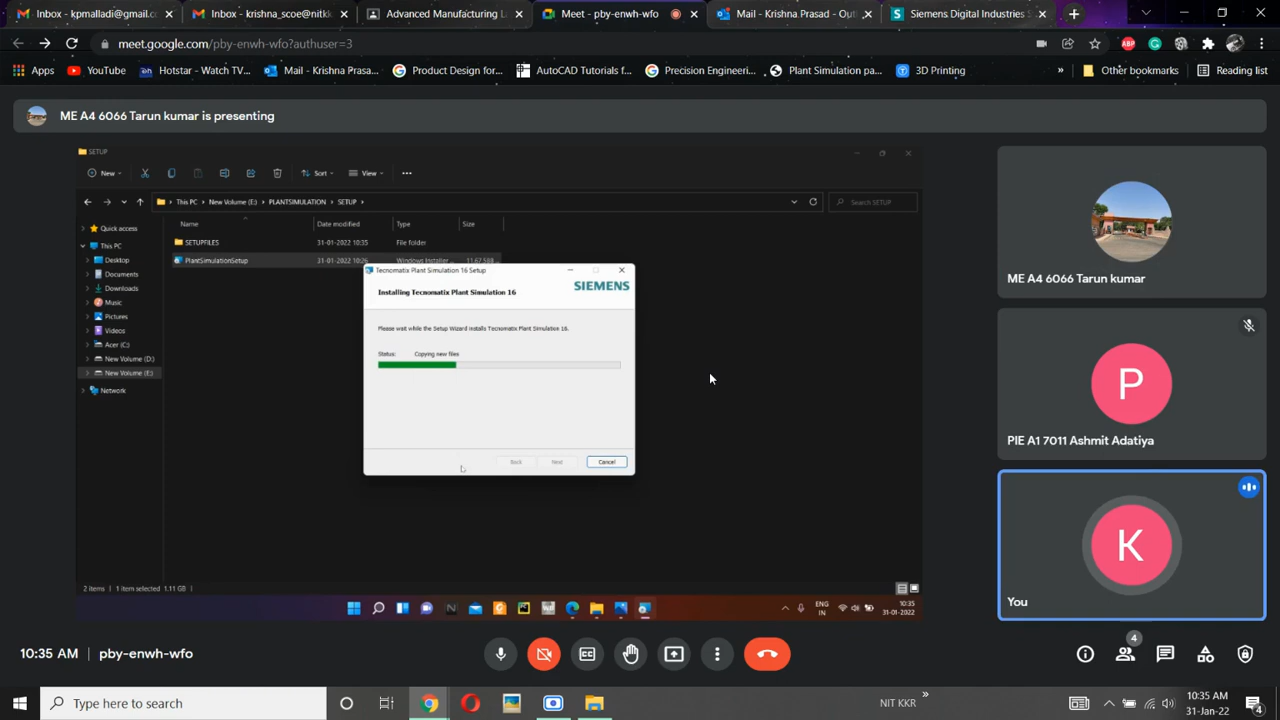 Inbox - kpmalladi@gmail.co
Inbox - krishna_scoe@nitkk
Advanced Manufacturing L
Meet - pby-enwh-wfo
Mail - Krishna Prasad - Out
Siemens Digital Industries S
meet.google.com/pby-enwh-wfo?authuser=3
Apps
YouTube
Hotstar - Watch TV...
Mail - Krishna Prasa...
Product Design for...
AutoCAD Tutorials f...
Precision Engineeri...
Plant Simulation pa...
3D Printing
»
Other bookmarks
Reading list
ME A4 6066 Tarun kumar is presenting
SETUP
New
Sort
View
This PC > New Volume (E:) > PLANTSIMULATION > SETUP >
Search SETUP
Name
Date modified
Type
Size
Quick access
This PC
Desktop
Documents
Downloads
Music
Pictures
Videos
Acer (C:)
New Volume (D:)
New Volume (E:)
Network
SETUPFILES 31-01-2022 10:35 File folder
PlantSimulationSetup 31-01-2022 10:26 Windows Installer ... 11,67,588 ...
Tecnomatix Plant Simulation 16 Setup
Installing Tecnomatix Plant Simulation 16
SIEMENS
Please wait while the Setup Wizard installs Tecnomatix Plant Simulation 16.
Status: Copying new files
Back
Next
Cancel
2 items 1 item selected 1.11 GB
ENG
IN
10:35
31-01-2022
ME A4 6066 Tarun kumar
P
PIE A1 7011 Ashmit Adatiya
K
You
10:35 AM | pby-enwh-wfo
4
Type here to search
NIT KKR
»
10:35 AM
31-Jan-22
4